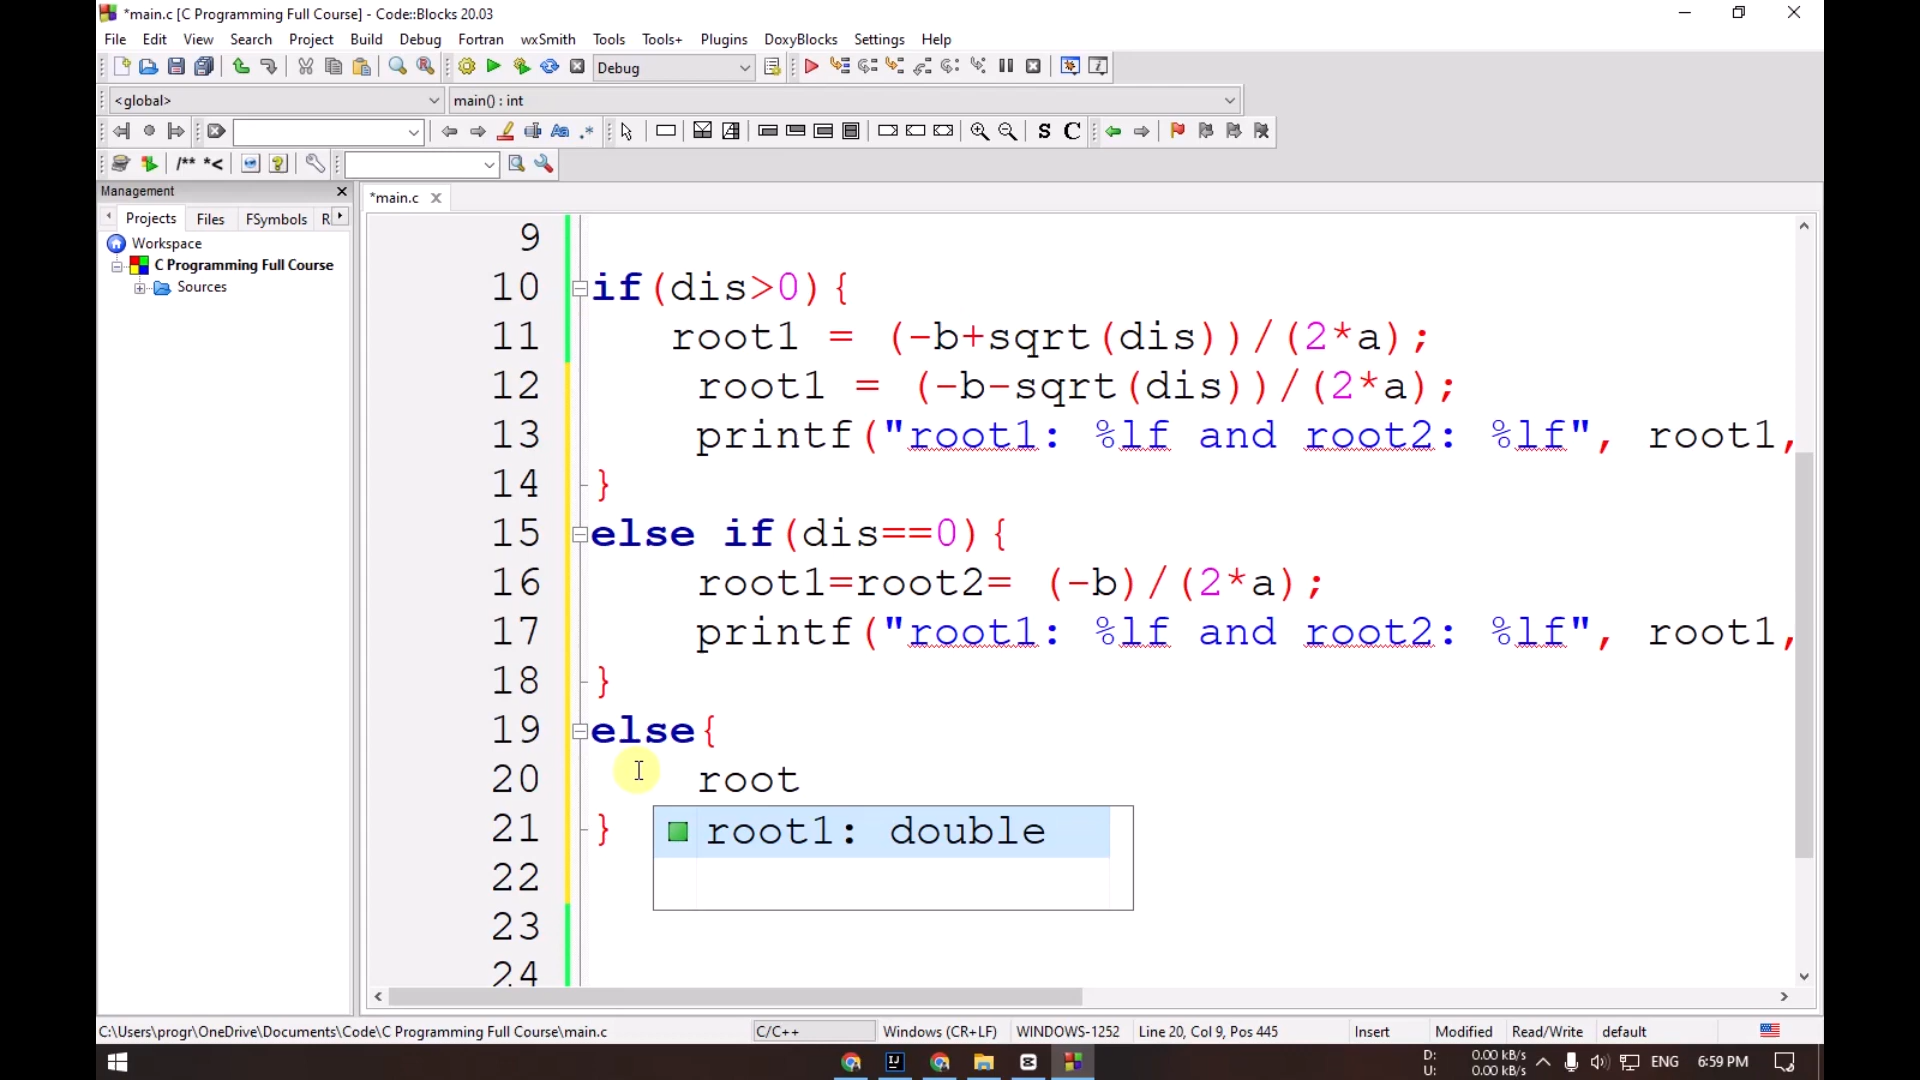 *main.c [C Programming Full Course] - Code::Blocks 20.03
File Edit View Search Project Build Debug Fortran wxSmith Tools Tools+ Plugins DoxyBlocks Settings Help
Debug
<global> main() : int
S C
/** *<
Management
*main.c
Projects Files FSymbols R
Workspace
C Programming Full Course
Sources
9
10 if(dis>0){
11 root1 = (-b+sqrt(dis))/(2*a);
12 root1 = (-b-sqrt(dis))/(2*a);
13 printf("root1: %lf and root2: %lf", root1,
14 }
15 else if(dis==0){
16 root1=root2= (-b)/(2*a);
17 printf("root1: %lf and root2: %lf", root1,
18 }
19 else{
20 root
21 }
root1: double
22
23
24
C:\Users\progr\OneDrive\Documents\Code\C Programming Full Course\main.c C/C++ Windows (CR+LF) WINDOWS-1252 Line 20, Col 9, Pos 445 Insert Modified Read/Write default
D: 0.00 kB/s
U: 0.00 kB/s
ENG 6:59 PM